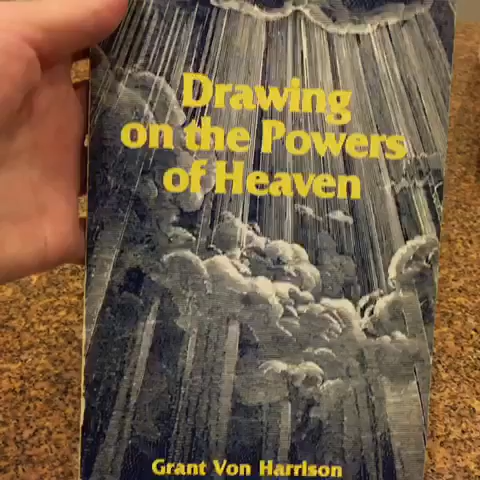 Drawing
on the Powers
of Heaven
Grant Von Harrison